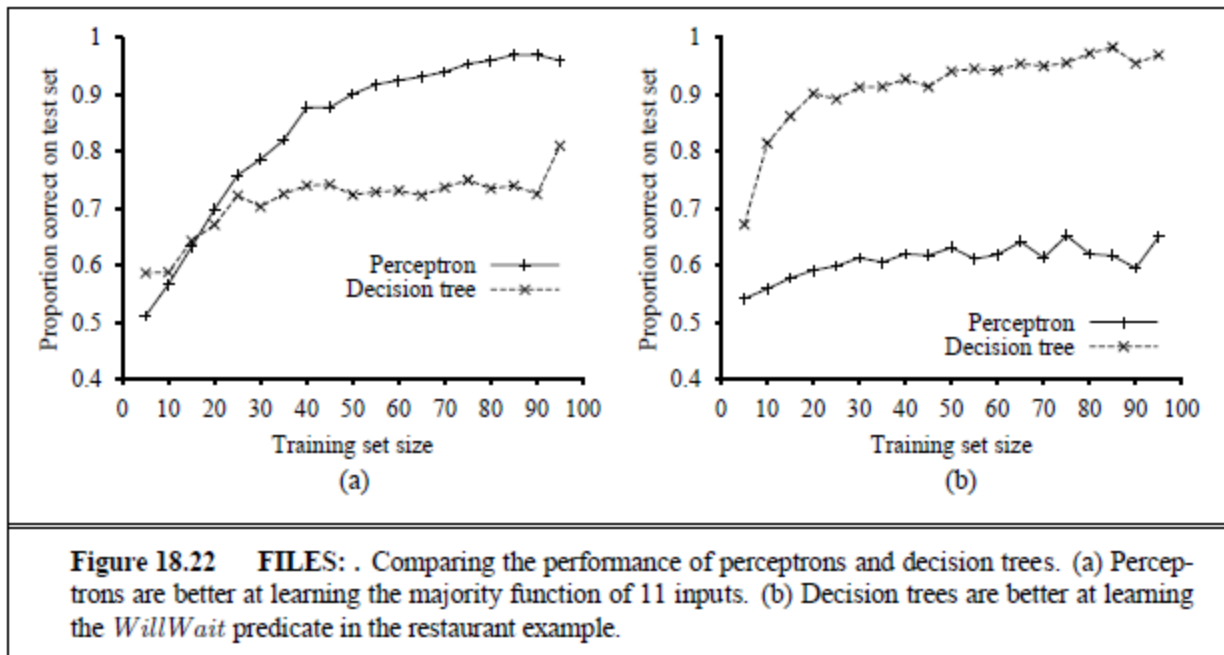 Proportion correct on test set
1
0.9
0.8
0.7
0.6
0.5
0.4
Perceptron
Decision tree
0 10 20 30 40 50 60 70 80 90 100
Training set size
(a)
Proportion correct on test set
1
0.9
0.8
0.7
0.6
0.5
0.4
Perceptron
Decision tree
0 10 20 30 40 50 60 70 80 90 100
Training set size
(b)
Figure 18.22 FILES: . Comparing the performance of perceptrons and decision trees. (a) Percep-
trons are better at learning the majority function of 11 inputs. (b) Decision trees are better at learning
the WillWait predicate in the restaurant example.